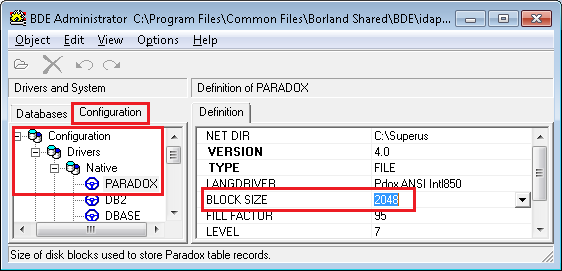 BDE Administrator C:\Program Files\Common Files\Borland Shared\BDE\idap...
Object Edit View Options Help
Drivers and System
Definition of PARADOX
Databases Configuration
Definition
Configuration
Drivers
Native
PARADOX
DB2
DBASE
NET DIR C:\Superus
VERSION 4.0
TYPE FILE
LANGDRIVER Pdox ANSI Intl850
BLOCK SIZE 2048
FILL FACTOR 95
LEVEL 7
Size of disk blocks used to store Paradox table records.